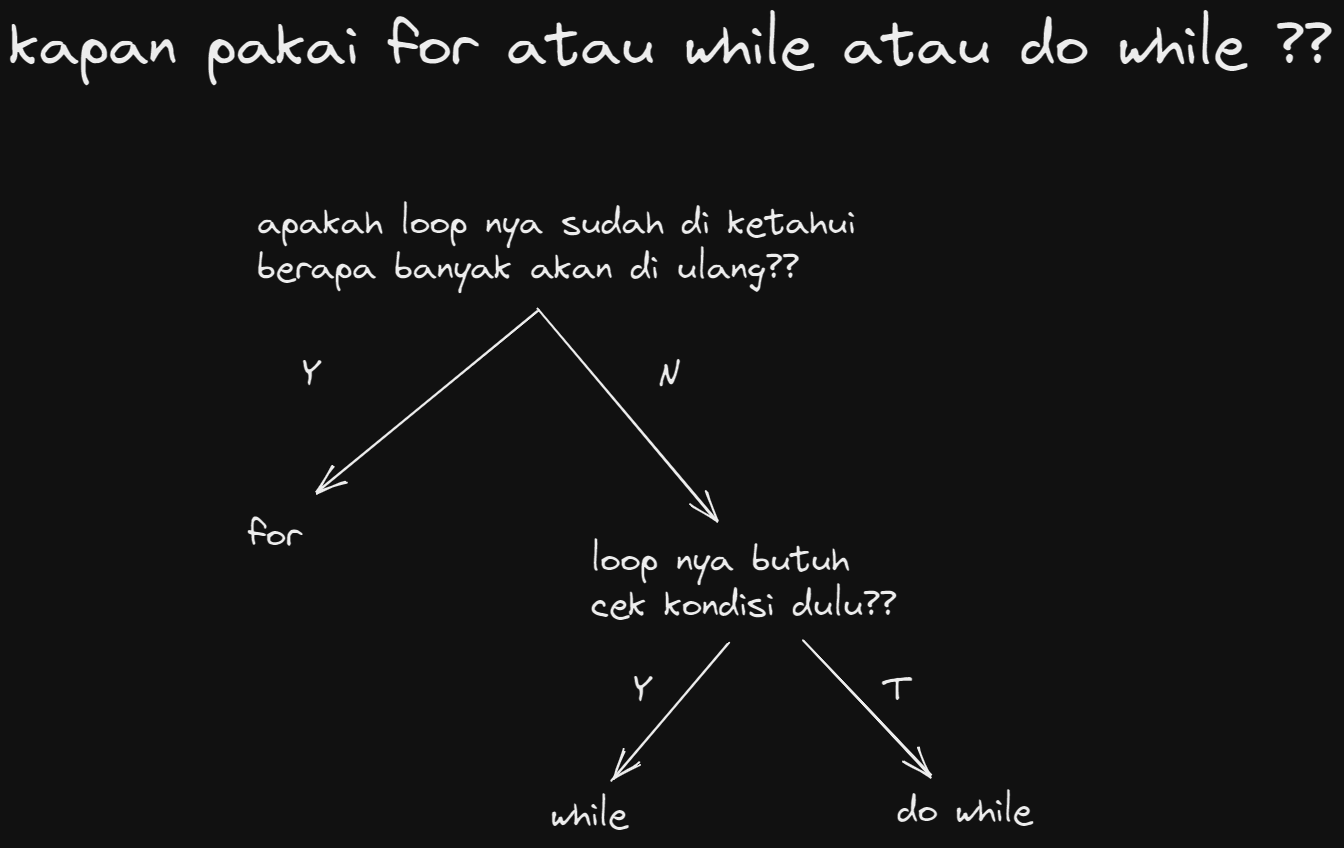 kapan pakai for atau while atau do while ??
apakah loop nya sudah di ketahui
berapa banyak akan di ulang??
Y
N
for
loop nya butuh
cek kondisi dulu??
Y
T
while
do while